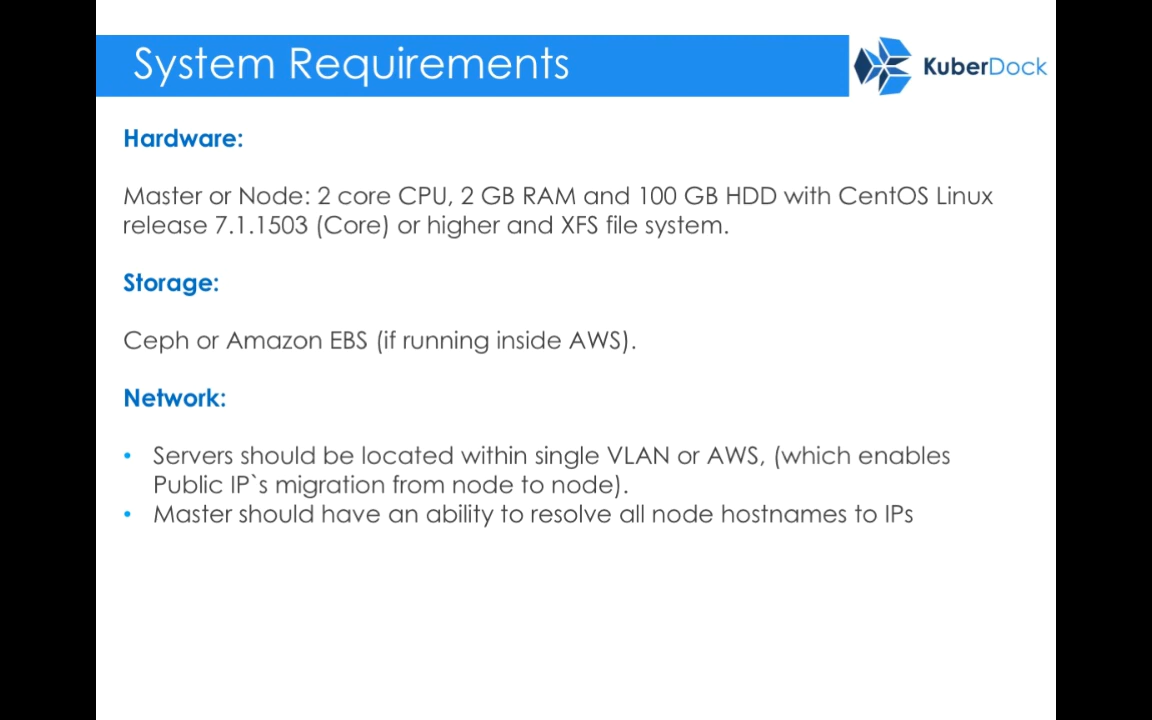 System Requirements
KuberDock
Hardware:
Master or Node: 2 core CPU, 2 GB RAM and 100 GB HDD with CentOS Linux
release 7.1.1503 (Core) or higher and XFS file system.
Storage:
Ceph or Amazon EBS (if running inside AWS).
Network:
• Servers should be located within single VLAN or AWS, (which enables
Public IP`s migration from node to node).
• Master should have an ability to resolve all node hostnames to IPs